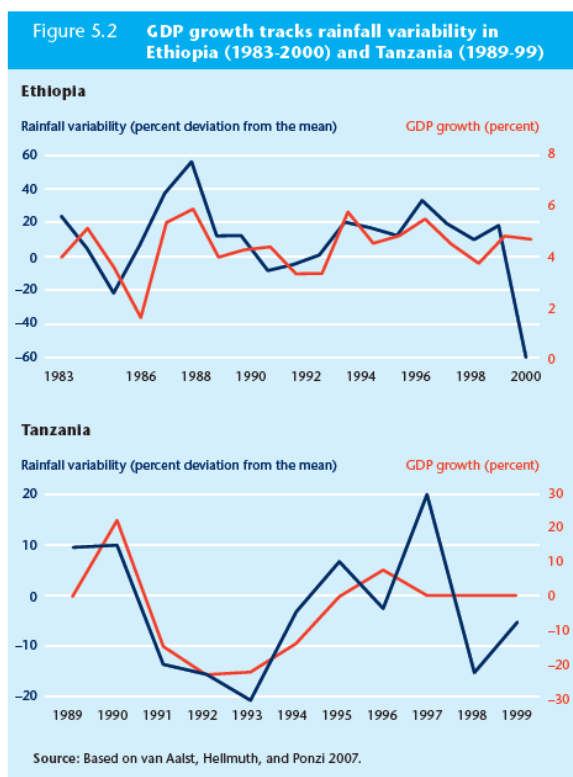 Figure 5.2 GDP growth tracks rainfall variability in
Ethiopia (1983-2000) and Tanzania (1989-99)
Ethiopia
Rainfall variability (percent deviation from the mean) GDP growth (percent)
60 8
40
20 6
0 4
–20
–40 2
–60 0
1983 1986 1988 1990 1992 1994 1996 1998 2000
Tanzania
Rainfall variability (percent deviation from the mean) GDP growth (percent)
20 30
20
10 10
0 0
–10 –10
–20
–20 –30
1989 1990 1991 1992 1993 1994 1995 1996 1997 1998 1999
Source: Based on van Aalst, Hellmuth, and Ponzi 2007.